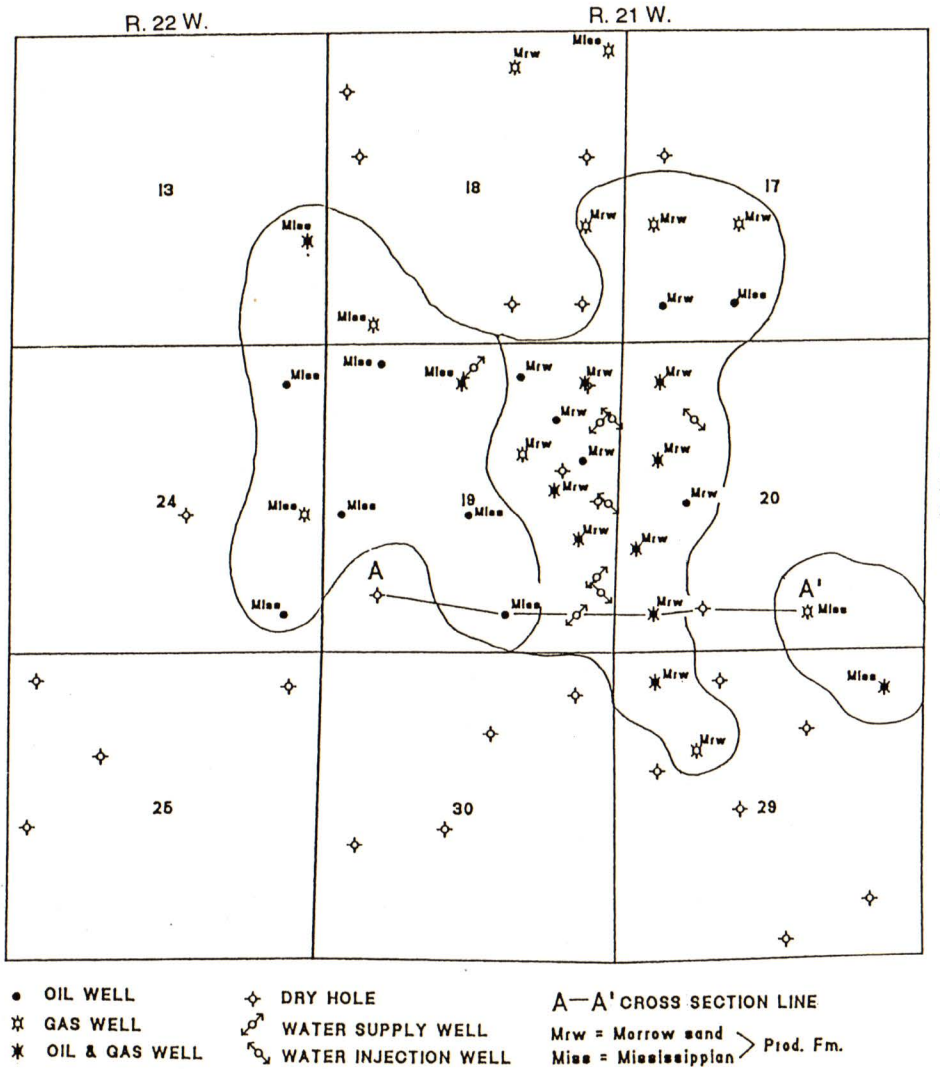 R. 22 W. R. 21 W.
Mrw Miss
13 18 17
Miss Mrw Mrw Mrw
Mrw Miss
Miss
Miss Miss Miss Mrw Mrw Mrw
Mrw
Mrw Mrw Mrw
Mrw
24 Miss Miss 19 Miss Mrw 20
Mrw Mrw
A A'
Miss Miss Mrw Miss
Mrw Miss
Mrw
25 30 29
OIL WELL
GAS WELL
OIL & GAS WELL
DRY HOLE
WATER SUPPLY WELL
WATER INJECTION WELL
A—A' CROSS SECTION LINE
Mrw = Morrow sand
Miss = Mississippian
Prod. Fm.